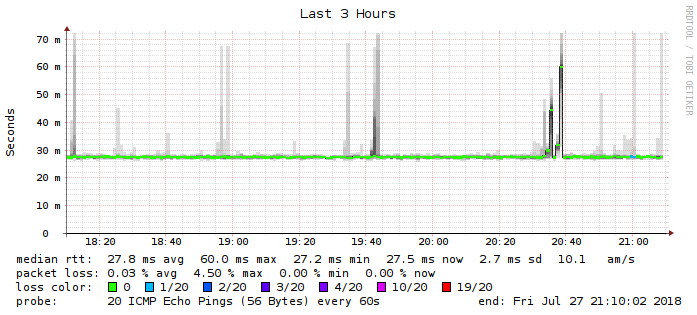 Last 3 Hours
RRDTOOL / TOBI OETIKER
Seconds
70 m
60 m
50 m
40 m
30 m
20 m
10 m
0
18:20 18:40 19:00 19:20 19:40 20:00 20:20 20:40 21:00
median rtt: 27.8 ms avg 60.0 ms max 27.2 ms min 27.5 ms now 2.7 ms sd 10.1 am/s
packet loss: 0.03 % avg 4.50 % max 0.00 % min 0.00 % now
loss color: 0 1/20 2/20 3/20 4/20 10/20 19/20
probe: 20 ICMP Echo Pings (56 Bytes) every 60s end: Fri Jul 27 21:10:02 2018